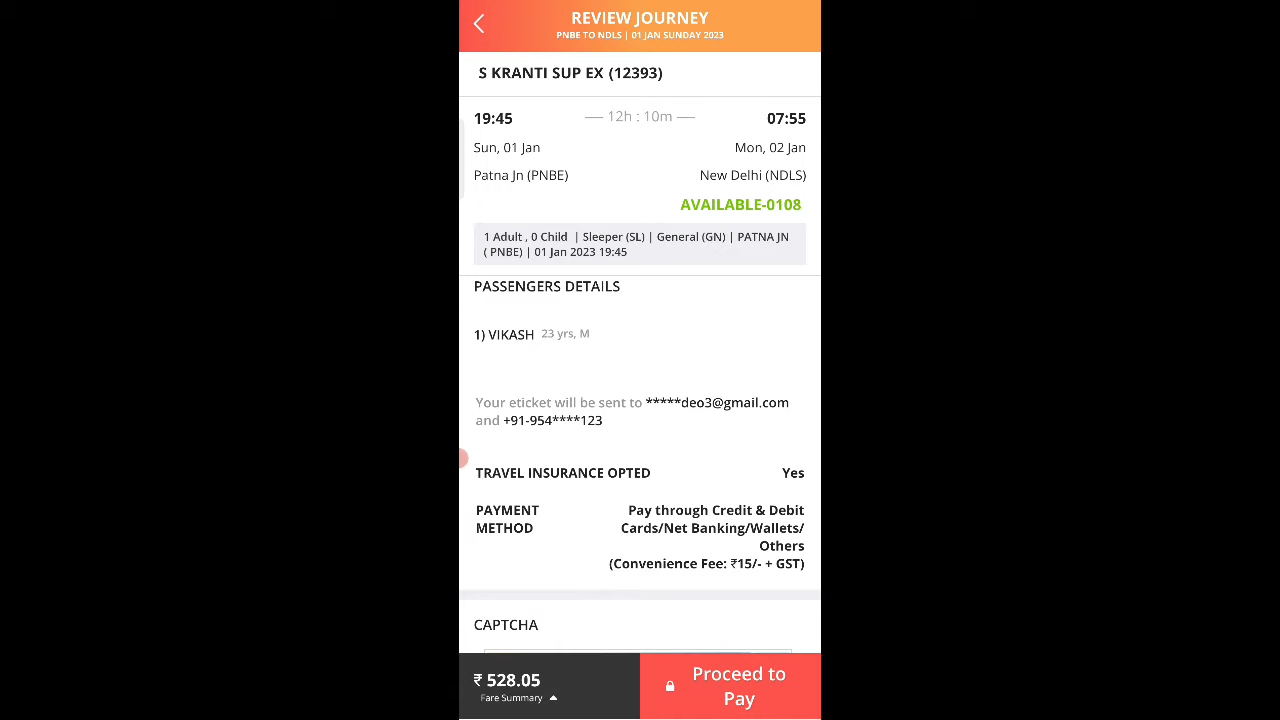 REVIEW JOURNEY
PNBE TO NDLS | 01 JAN SUNDAY 2023
S KRANTI SUP EX (12393)
19:45 — 12h : 10m — 07:55
Sun, 01 Jan Mon, 02 Jan
Patna Jn (PNBE) New Delhi (NDLS)
AVAILABLE-0108
1 Adult , 0 Child | Sleeper (SL) | General (GN) | PATNA JN
( PNBE) | 01 Jan 2023 19:45
PASSENGERS DETAILS
1) VIKASH 23 yrs, M
Your eticket will be sent to *****deo3@gmail.com
and +91-954****123
TRAVEL INSURANCE OPTED Yes
PAYMENT Pay through Credit & Debit
METHOD Cards/Net Banking/Wallets/
Others
(Convenience Fee: ₹15/- + GST)
CAPTCHA
₹ 528.05 Proceed to
Fare Summary Pay